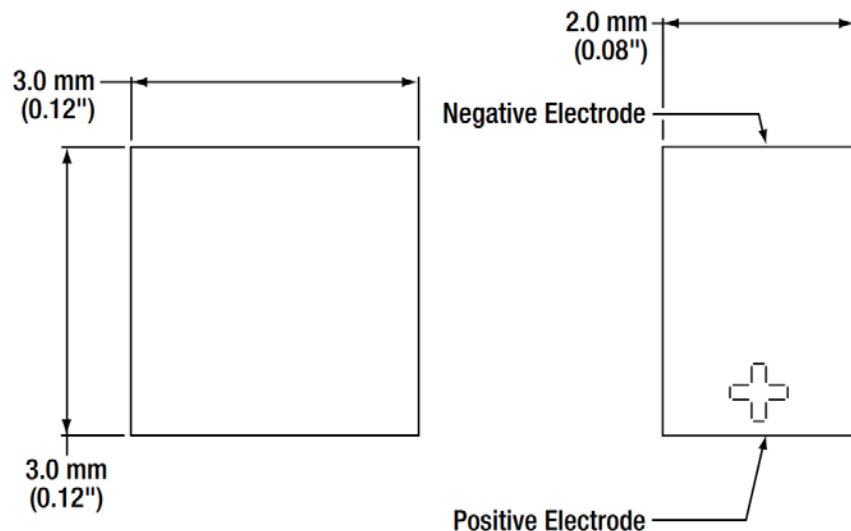 2.0 mm
(0.08")
3.0 mm
(0.12")
Negative Electrode
3.0 mm
(0.12")
Positive Electrode